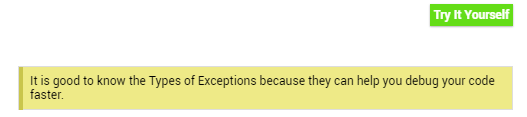 Try It Yourself
It is good to know the Types of Exceptions because they can help you debug your code
faster.